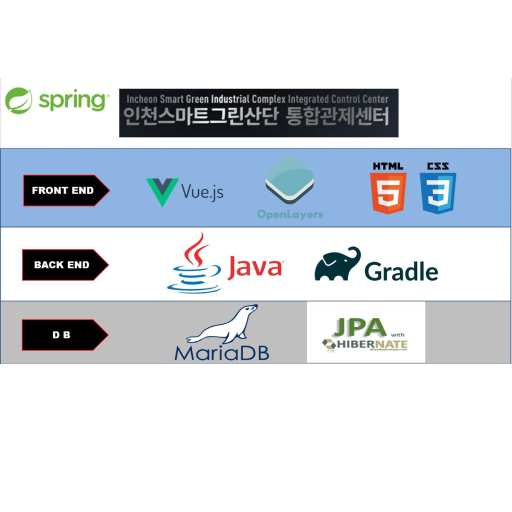 spring
Incheon Smart Green Industrial Complex Integrated Control Center
인천스마트그린산단 통합관제센터
FRONT END
Vue.js
OpenLayers
HTML
5
CSS
3
BACK END
Java
Gradle
D B
MariaDB
JPA with
HIBERNATE